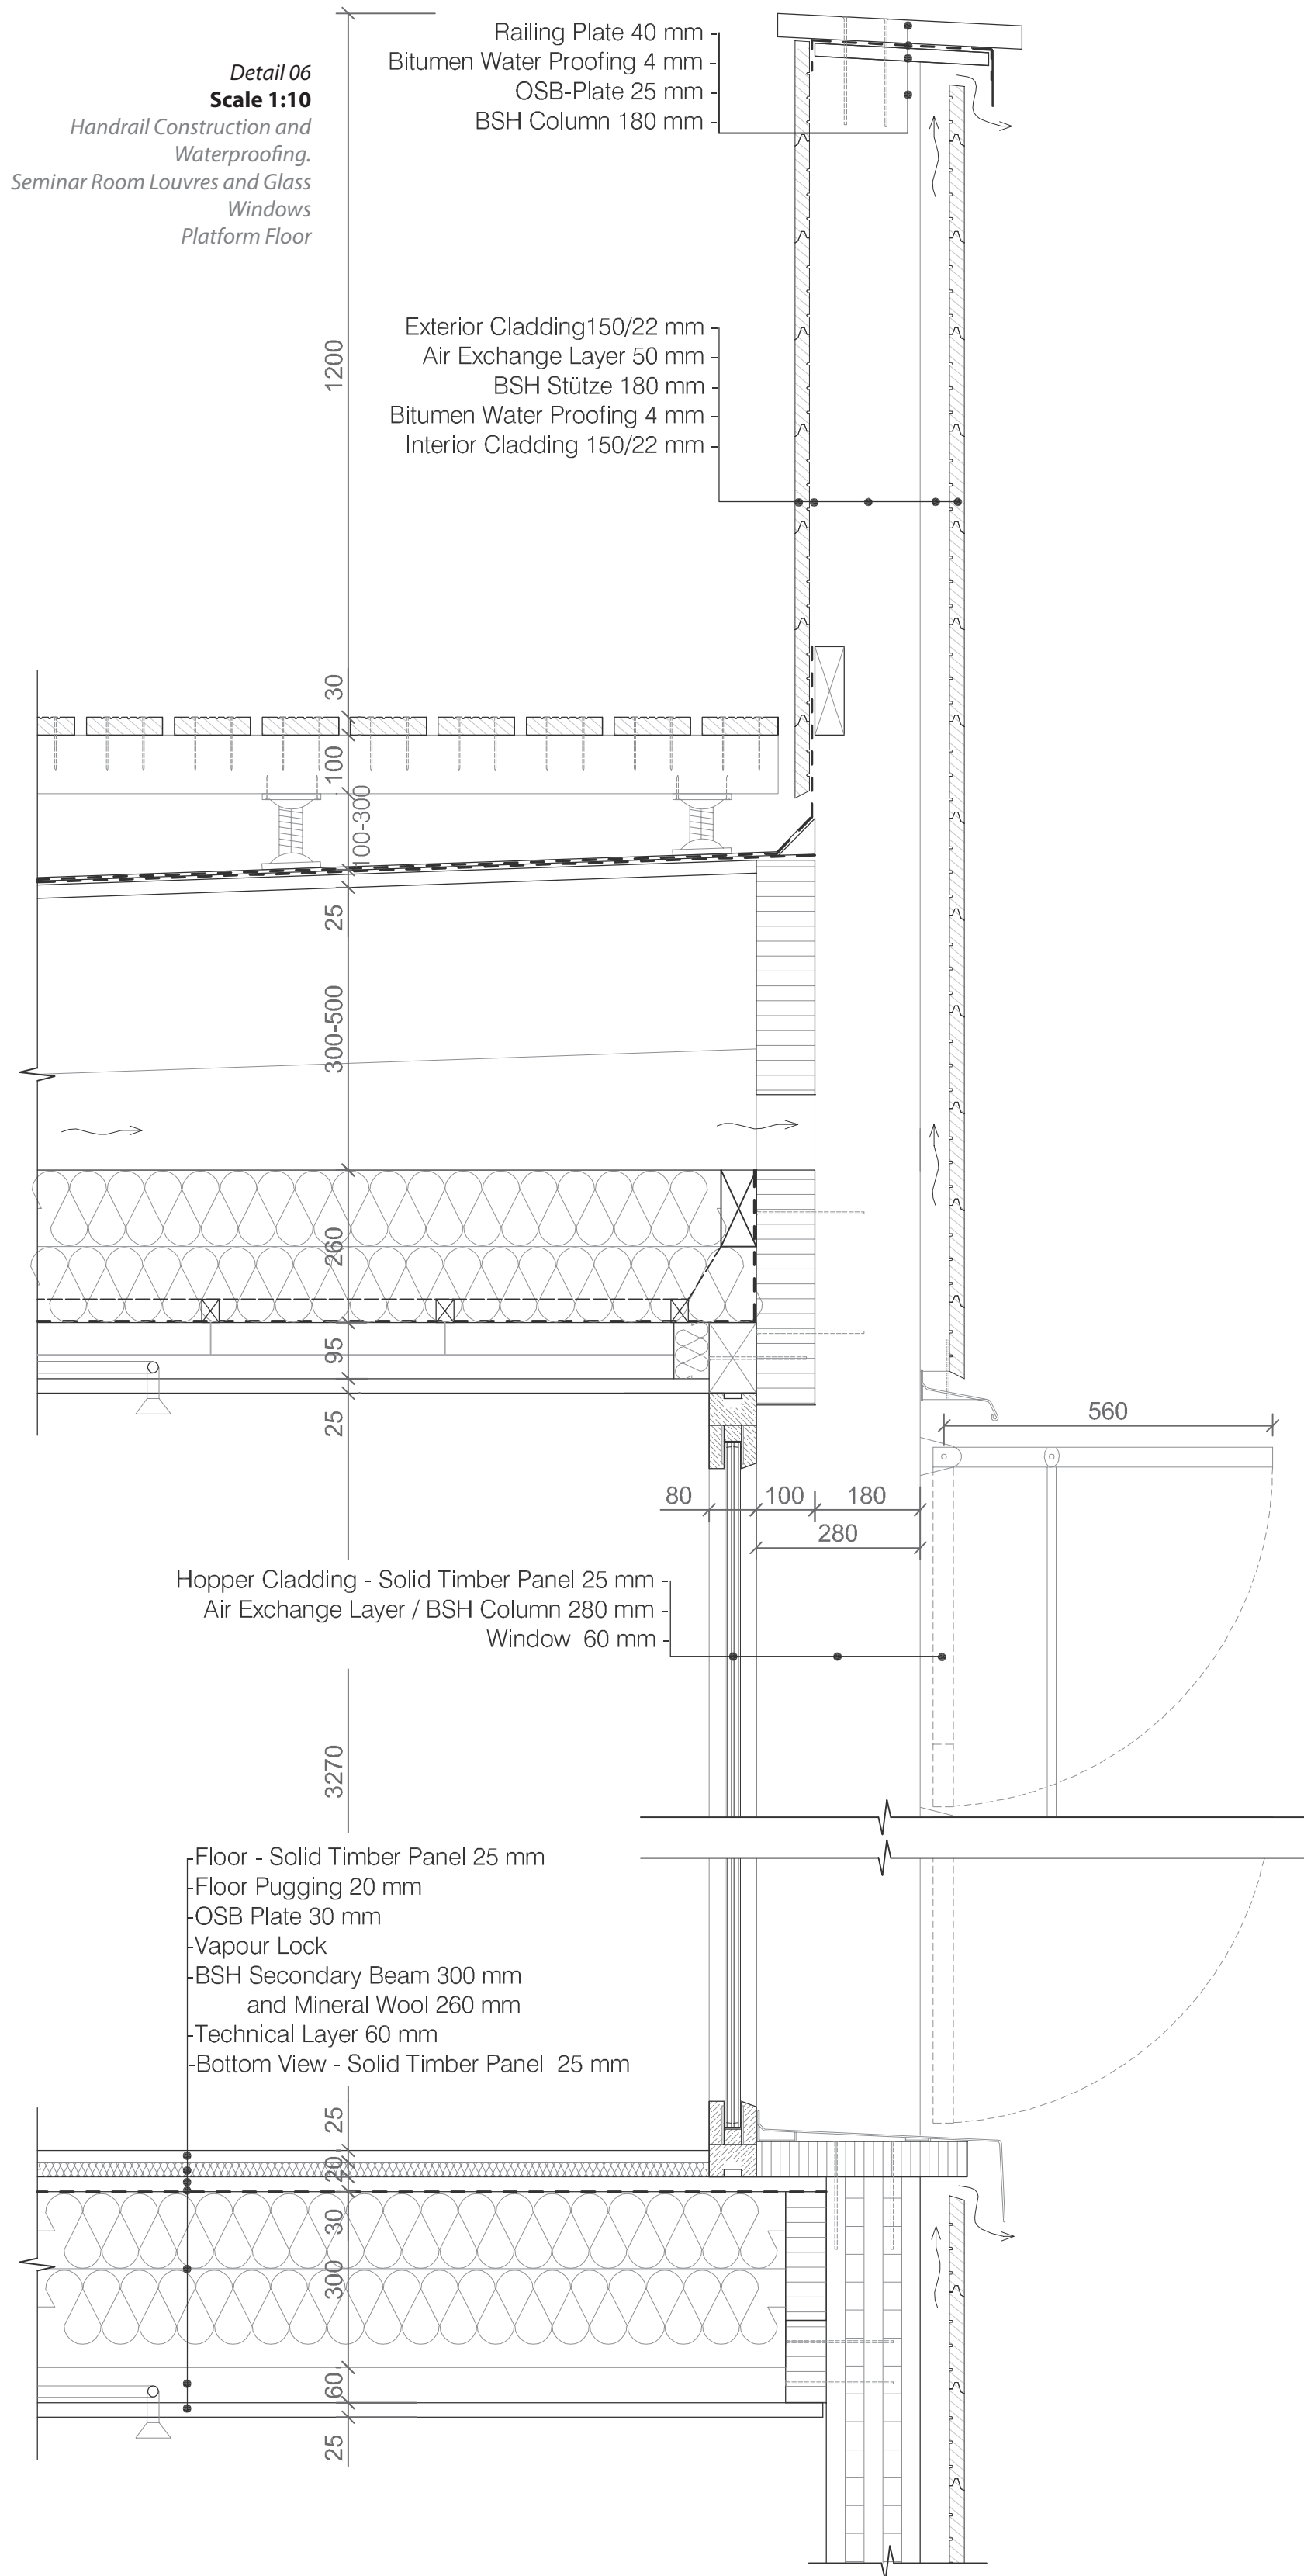 Detail 06
Scale 1:10
Handrail Construction and
Waterproofing.
Seminar Room Louvres and Glass
Windows
Platform Floor
Railing Plate 40 mm
Bitumen Water Proofing 4 mm
OSB-Plate 25 mm
BSH Column 180 mm
1200
Exterior Cladding150/22 mm
Air Exchange Layer 50 mm
BSH Stütze 180 mm
Bitumen Water Proofing 4 mm
Interior Cladding 150/22 mm
30
100
100-300
25
300-500
260
95
25
560
80
100
180
280
Hopper Cladding - Solid Timber Panel 25 mm
Air Exchange Layer / BSH Column 280 mm
Window 60 mm
3270
Floor - Solid Timber Panel 25 mm
Floor Pugging 20 mm
OSB Plate 30 mm
Vapour Lock
BSH Secondary Beam 300 mm
and Mineral Wool 260 mm
Technical Layer 60 mm
Bottom View - Solid Timber Panel 25 mm
25
20
30
300
60
25